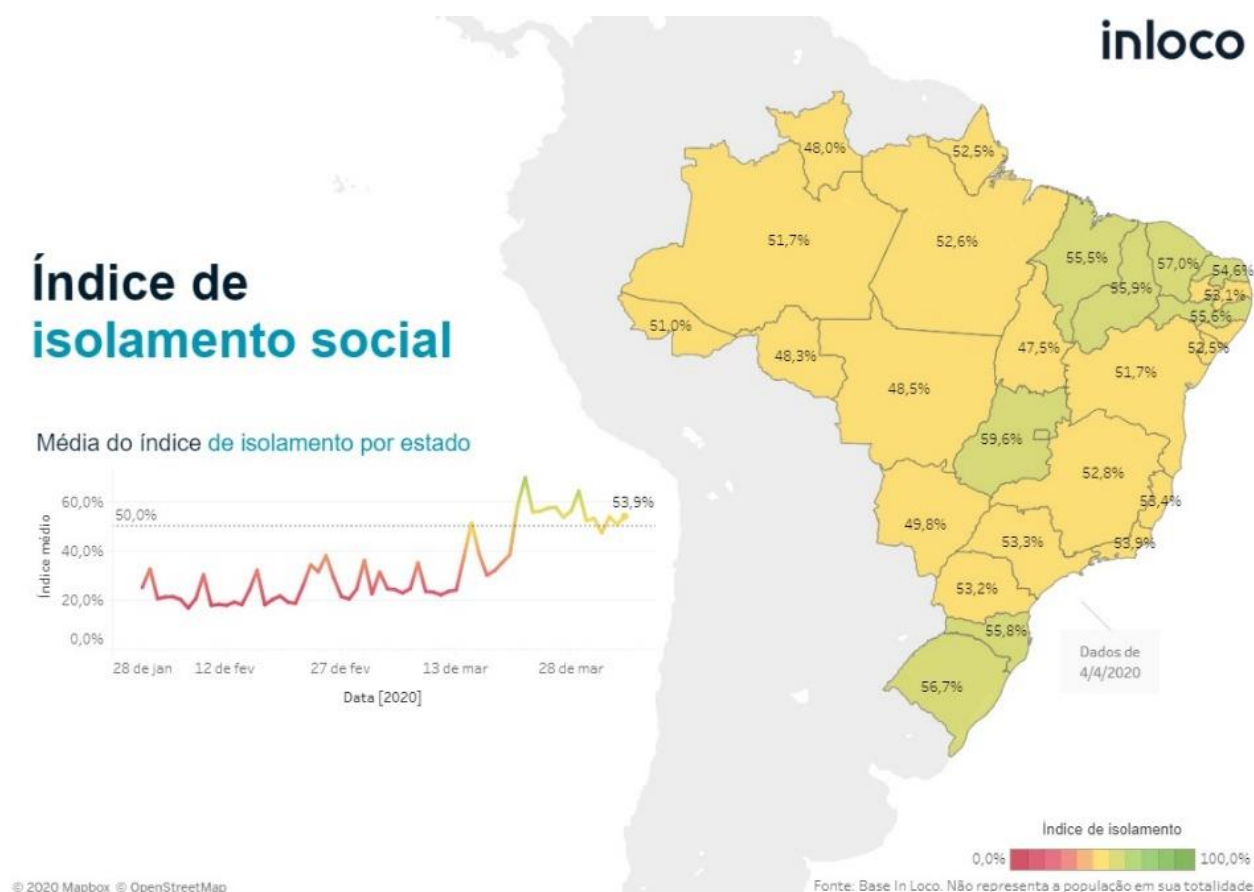 inloco
Índice de
isolamento social
Média do índice de isolamento por estado
Índice médio
60,0%
50,0%
40,0%
20,0%
0,0%
53,9%
28 de jan
12 de fev
27 de fev
13 de mar
28 de mar
Data [2020]
48,0%
52,5%
51,7%
52,6%
55,5%
57,0%
54,6%
55,9%
53,1%
55,6%
51,0%
48,3%
47,5%
52,5%
48,5%
51,7%
59,6%
52,8%
53,4%
49,8%
53,3%
53,9%
53,2%
55,8%
56,7%
Dados de
4/4/2020
Índice de isolamento
0,0%
100,0%
© 2020 Mapbox © OpenStreetMap
Fonte: Base In Loco. Não representa a população em sua totalidade